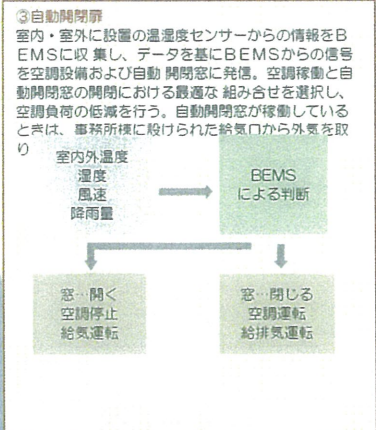 ③自動開閉扉
室内・室外に設置の温湿度センサーからの情報をB
EMSに収 集し、データを基にBEMSからの信号
を空調設備および自動 開閉窓に発信。空調稼働と自
動開閉窓の開閉における最適な 組み合せを選択し、
空調負荷の低減を行う。自動開閉窓が稼働している
ときは、事務所棟に設けられた給気口から外気を取
り
室内外温度
湿度
風速
降雨量
BEMS
による判断
窓…開く
空調停止
給気運転
窓…閉じる
空調運転
給排気運転